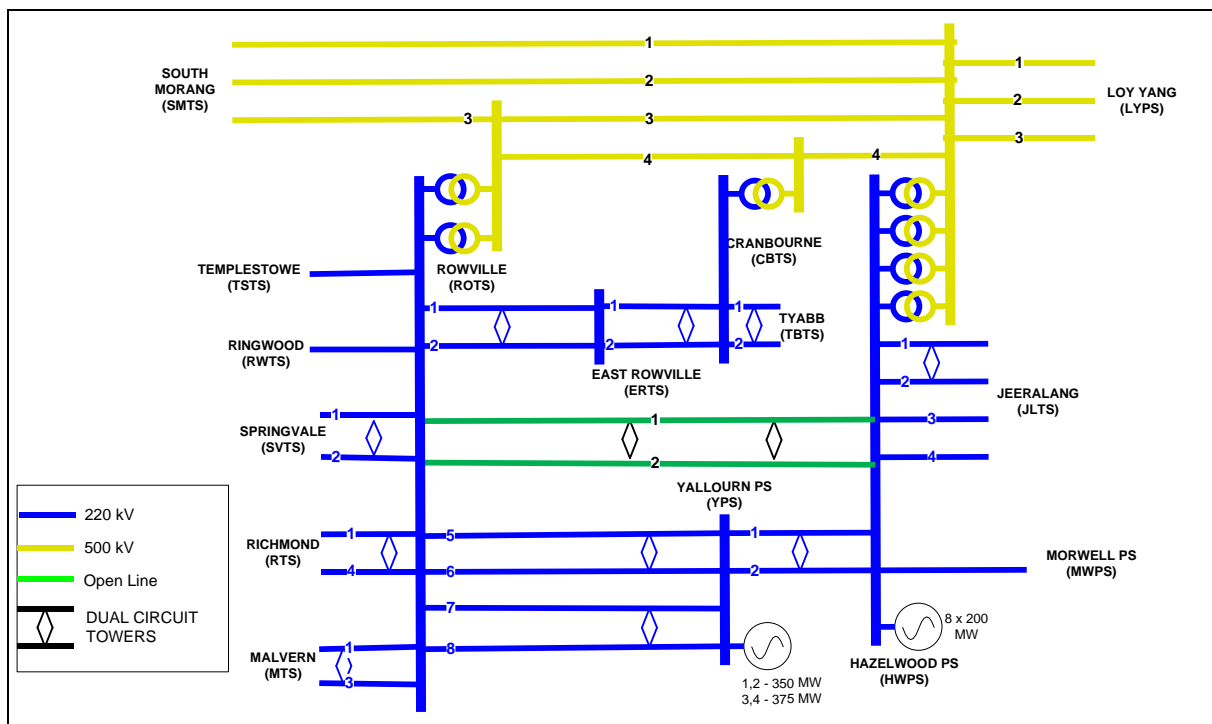 1
SOUTH
MORANG
(SMTS)
1
2
2
LOY YANG
(LYPS)
3
3
3
4
4
CRANBOURNE
(CBTS)
TEMPLESTOWE
(TSTS)
ROWVILLE
(ROTS)
1
1
1
TYABB
(TBTS)
RINGWOOD
(RWTS)
2
2
2
1
2
EAST ROWVILLE
(ERTS)
JEERALANG
(JLTS)
1
1
3
SPRINGVALE
(SVTS)
2
2
4
YALLOURN PS
(YPS)
220 kV
500 kV
Open Line
DUAL CIRCUIT
TOWERS
RICHMOND
(RTS)
1
5
1
4
6
2
MORWELL PS
(MWPS)
7
8 x 200
MW
MALVERN
(MTS)
1
8
3
HAZELWOOD PS
(HWPS)
1,2 - 350 MW
3,4 - 375 MW